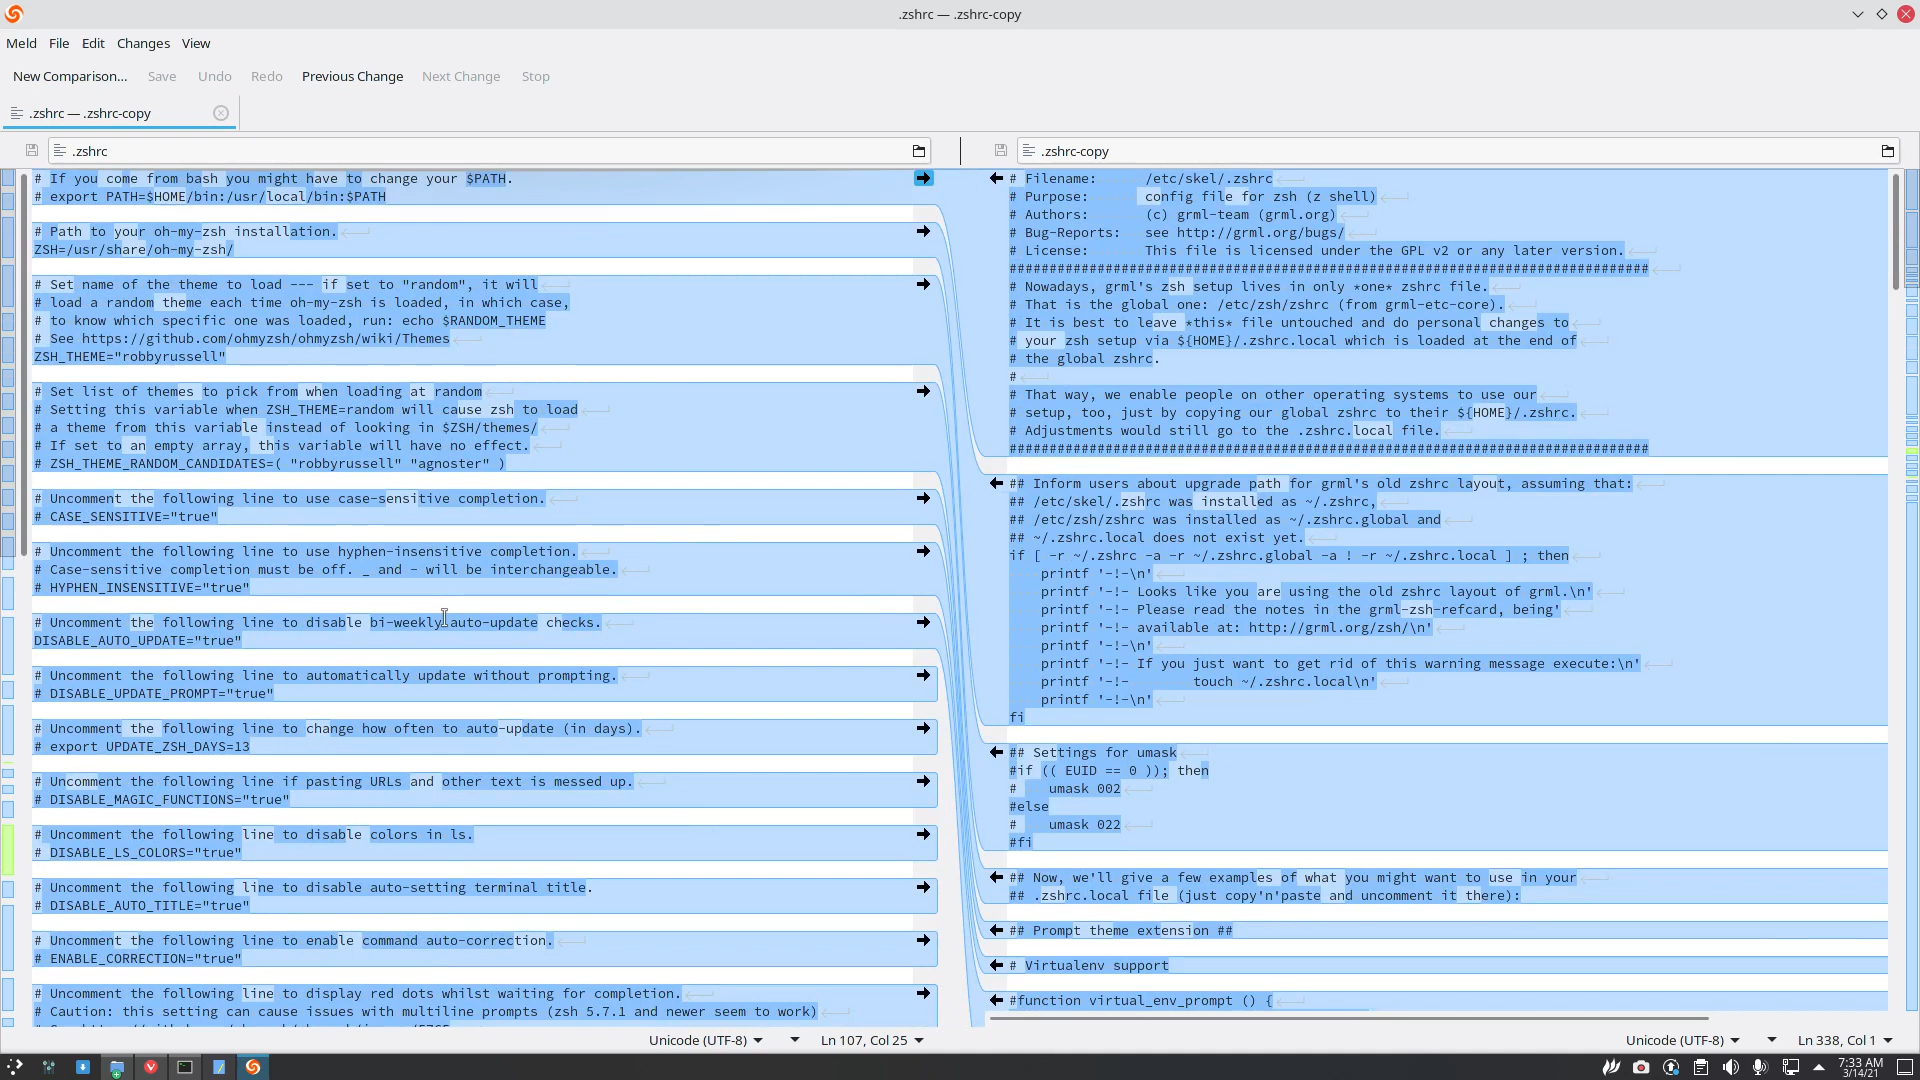 .zshrc — .zshrc-copy
Meld File Edit Changes View
New Comparison... Save Undo Redo Previous Change Next Change Stop
.zshrc — .zshrc-copy
.zshrc
# If you come from bash you might have to change your $PATH.
# export PATH=$HOME/bin:/usr/local/bin:$PATH
# Path to your oh-my-zsh installation.
ZSH=/usr/share/oh-my-zsh/
# Set name of the theme to load --- if set to "random", it will
# load a random theme each time oh-my-zsh is loaded, in which case,
# to know which specific one was loaded, run: echo $RANDOM_THEME
# See https://github.com/ohmyzsh/ohmyzsh/wiki/Themes
ZSH_THEME="robbyrussell"
# Set list of themes to pick from when loading at random
# Setting this variable when ZSH_THEME=random will cause zsh to load
# a theme from this variable instead of looking in $ZSH/themes/
# If set to an empty array, this variable will have no effect.
# ZSH_THEME_RANDOM_CANDIDATES=( "robbyrussell" "agnoster" )
# Uncomment the following line to use case-sensitive completion.
# CASE_SENSITIVE="true"
# Uncomment the following line to use hyphen-insensitive completion.
# Case-sensitive completion must be off. _ and - will be interchangeable.
# HYPHEN_INSENSITIVE="true"
# Uncomment the following line to disable bi-weekly auto-update checks.
DISABLE_AUTO_UPDATE="true"
# Uncomment the following line to automatically update without prompting.
# DISABLE_UPDATE_PROMPT="true"
# Uncomment the following line to change how often to auto-update (in days).
# export UPDATE_ZSH_DAYS=13
# Uncomment the following line if pasting URLs and other text is messed up.
# DISABLE_MAGIC_FUNCTIONS="true"
# Uncomment the following line to disable colors in ls.
# DISABLE_LS_COLORS="true"
# Uncomment the following line to disable auto-setting terminal title.
# DISABLE_AUTO_TITLE="true"
# Uncomment the following line to enable command auto-correction.
# ENABLE_CORRECTION="true"
# Uncomment the following line to display red dots whilst waiting for completion.
# Caution: this setting can cause issues with multiline prompts (zsh 5.7.1 and newer seem to work)
.zshrc-copy
# Filename: /etc/skel/.zshrc
# Purpose: config file for zsh (z shell)
# Authors: (c) grml-team (grml.org)
# Bug-Reports: see http://grml.org/bugs/
# License: This file is licensed under the GPL v2 or any later version.
################################################################################
# Nowadays, grml's zsh setup lives in only *one* zshrc file.
# That is the global one: /etc/zsh/zshrc (from grml-etc-core).
# It is best to leave *this* file untouched and do personal changes to
# your zsh setup via ${HOME}/.zshrc.local which is loaded at the end of
# the global zshrc.
#
# That way, we enable people on other operating systems to use our
# setup, too, just by copying our global zshrc to their ${HOME}/.zshrc.
# Adjustments would still go to the .zshrc.local file.
################################################################################
## Inform users about upgrade path for grml's old zshrc layout, assuming that:
## /etc/skel/.zshrc was installed as ~/.zshrc,
## /etc/zsh/zshrc was installed as ~/.zshrc.global and
## ~/.zshrc.local does not exist yet.
if [ -r ~/.zshrc -a -r ~/.zshrc.global -a ! -r ~/.zshrc.local ] ; then
printf '-!-\n'
printf '-!- Looks like you are using the old zshrc layout of grml.\n'
printf '-!- Please read the notes in the grml-zsh-refcard, being'
printf '-!- available at: http://grml.org/zsh/\n'
printf '-!-\n'
printf '-!- If you just want to get rid of this warning message execute:\n'
printf '-!-        touch ~/.zshrc.local\n'
printf '-!-\n'
fi
## Settings for umask
#if (( EUID == 0 )); then
#    umask 002
#else
#    umask 022
#fi
## Now, we'll give a few examples of what you might want to use in your
## .zshrc.local file (just copy'n'paste and uncomment it there):
## Prompt theme extension ##
# Virtualenv support
#function virtual_env_prompt () {
Unicode (UTF-8) Ln 107, Col 25 Unicode (UTF-8) Ln 338, Col 1
7:33 AM
3/14/21